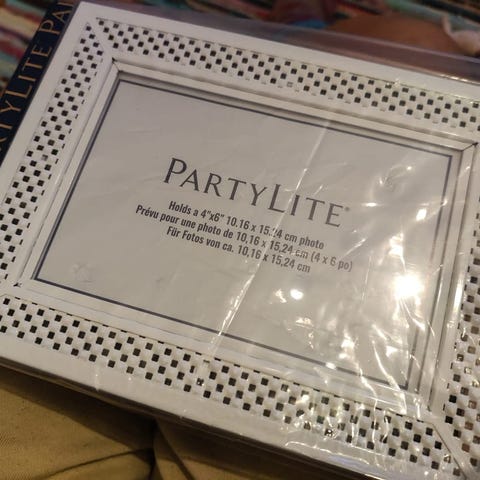 PARTYLITE PAR
PARTYLITE®
Holds a 4"x6" 10,16 x 15,24 cm photo
Prévu pour une photo de 10,16 x 15,24 cm (4 x 6 po)
Für Fotos von ca. 10,16 x 15,24 cm